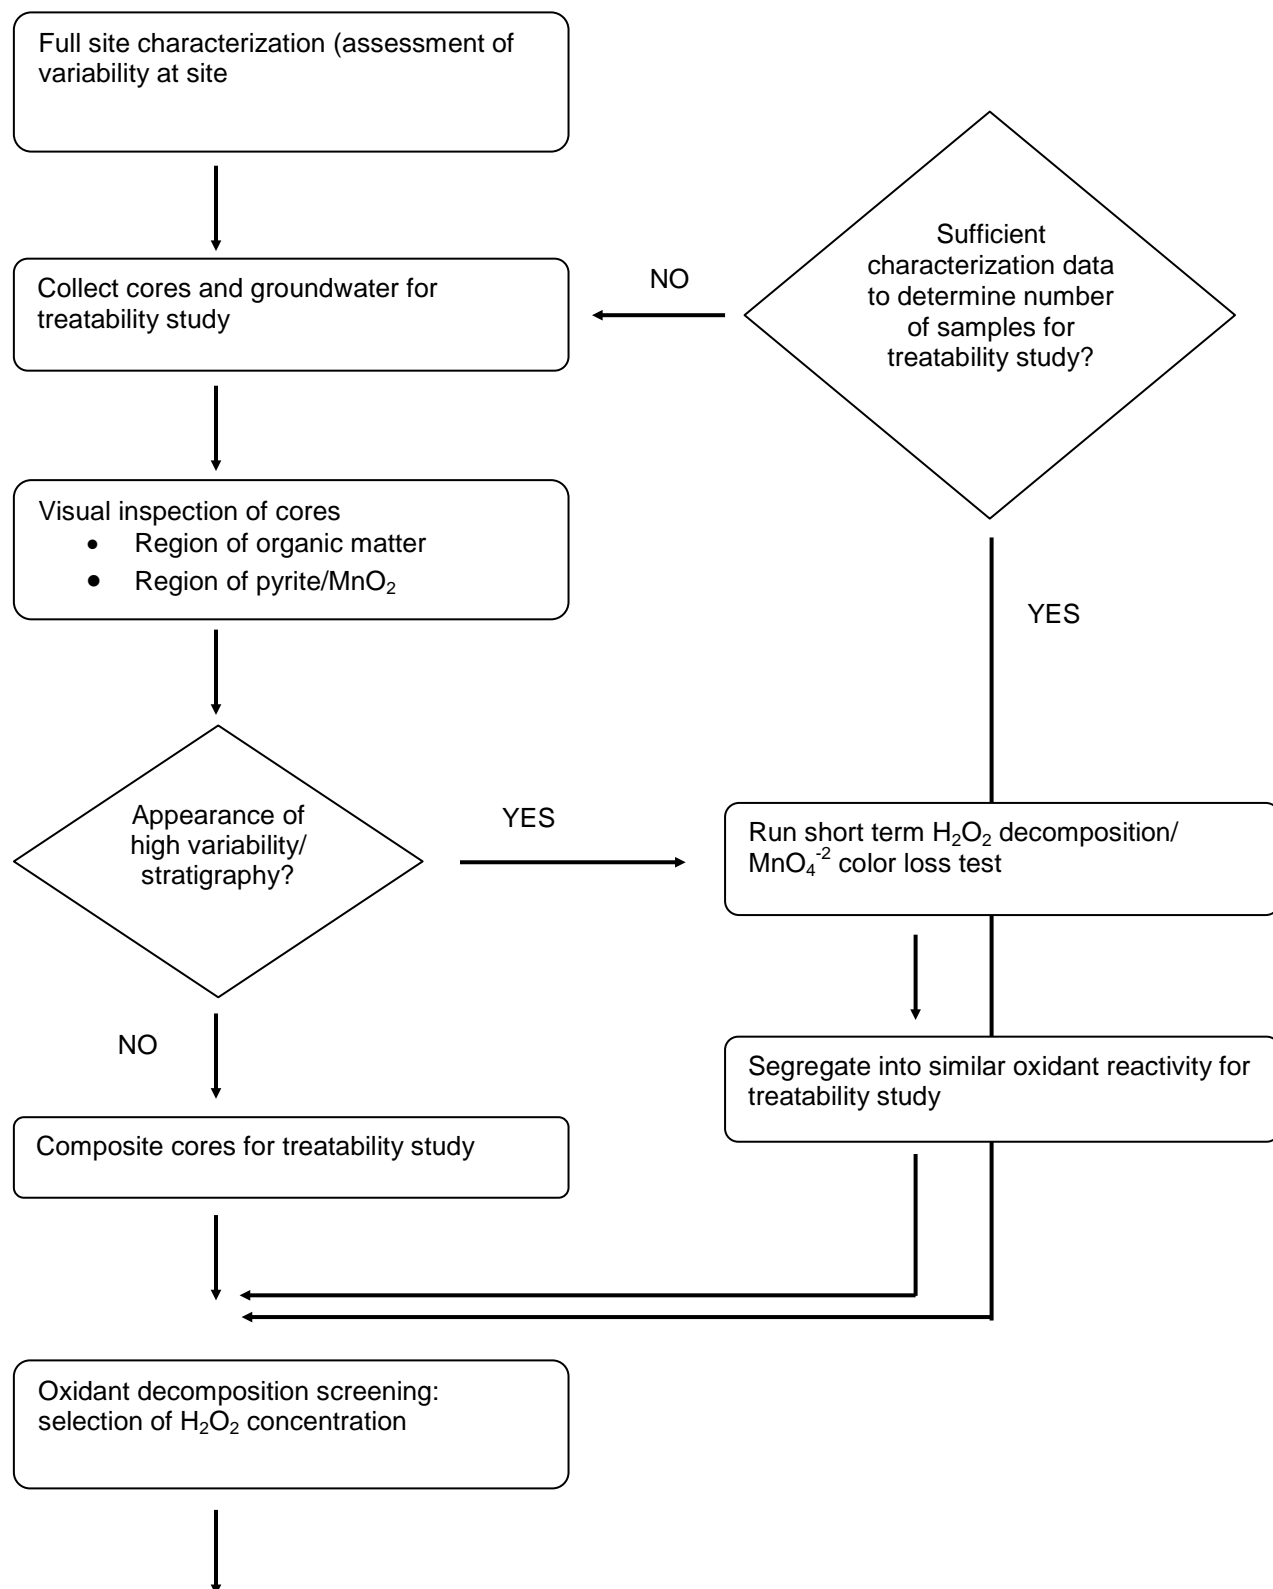 Full site characterization (assessment of
variability at site
Sufficient
characterization data
to determine number
of samples for
treatability study?
NO
Collect cores and groundwater for
treatability study
Visual inspection of cores
• Region of organic matter
• Region of pyrite/MnO₂
YES
Appearance of
high variability/
stratigraphy?
YES
Run short term H₂O₂ decomposition/
MnO₄⁻² color loss test
NO
Segregate into similar oxidant reactivity for
treatability study
Composite cores for treatability study
Oxidant decomposition screening:
selection of H₂O₂ concentration